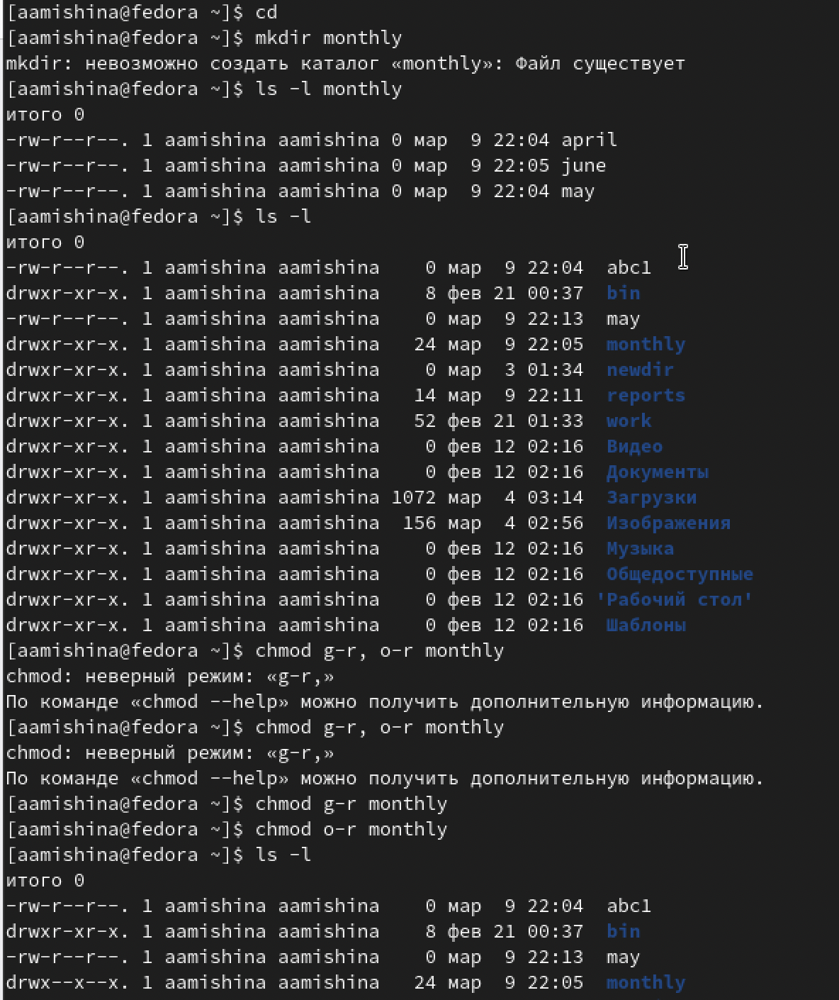 [aamishina@fedora ~]$ cd
[aamishina@fedora ~]$ mkdir monthly
mkdir: невозможно создать каталог «monthly»: Файл существует
[aamishina@fedora ~]$ ls -l monthly
итого 0
-rw-r--r--. 1 aamishina aamishina 0 мар  9 22:04 april
-rw-r--r--. 1 aamishina aamishina 0 мар  9 22:05 june
-rw-r--r--. 1 aamishina aamishina 0 мар  9 22:04 may
[aamishina@fedora ~]$ ls -l
итого 0
-rw-r--r--. 1 aamishina aamishina    0 мар  9 22:04  abc1
drwxr-xr-x. 1 aamishina aamishina    8 фев 21 00:37  bin
-rw-r--r--. 1 aamishina aamishina    0 мар  9 22:13  may
drwxr-xr-x. 1 aamishina aamishina   24 мар  9 22:05  monthly
drwxr-xr-x. 1 aamishina aamishina    0 мар  3 01:34  newdir
drwxr-xr-x. 1 aamishina aamishina   14 мар  9 22:11  reports
drwxr-xr-x. 1 aamishina aamishina   52 фев 21 01:33  work
drwxr-xr-x. 1 aamishina aamishina    0 фев 12 02:16  Видео
drwxr-xr-x. 1 aamishina aamishina    0 фев 12 02:16  Документы
drwxr-xr-x. 1 aamishina aamishina 1072 мар  4 03:14  Загрузки
drwxr-xr-x. 1 aamishina aamishina  156 мар  4 02:56  Изображения
drwxr-xr-x. 1 aamishina aamishina    0 фев 12 02:16  Музыка
drwxr-xr-x. 1 aamishina aamishina    0 фев 12 02:16  Общедоступные
drwxr-xr-x. 1 aamishina aamishina    0 фев 12 02:16 'Рабочий стол'
drwxr-xr-x. 1 aamishina aamishina    0 фев 12 02:16  Шаблоны
[aamishina@fedora ~]$ chmod g-r, o-r monthly
chmod: неверный режим: «g-r,»
По команде «chmod --help» можно получить дополнительную информацию.
[aamishina@fedora ~]$ chmod g-r, o-r monthly
chmod: неверный режим: «g-r,»
По команде «chmod --help» можно получить дополнительную информацию.
[aamishina@fedora ~]$ chmod g-r monthly
[aamishina@fedora ~]$ chmod o-r monthly
[aamishina@fedora ~]$ ls -l
итого 0
-rw-r--r--. 1 aamishina aamishina    0 мар  9 22:04  abc1
drwxr-xr-x. 1 aamishina aamishina    8 фев 21 00:37  bin
-rw-r--r--. 1 aamishina aamishina    0 мар  9 22:13  may
drwx--x--x. 1 aamishina aamishina   24 мар  9 22:05  monthly